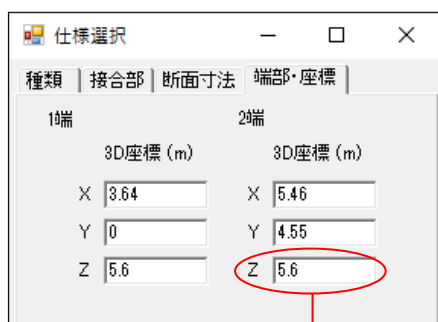 仕様選択
種類 接合部 断面寸法 端部・座標
1端 2端
3D座標 (m) 3D座標 (m)
X 3.64 X 5.46
Y 0 Y 4.55
Z 5.6 Z 5.6